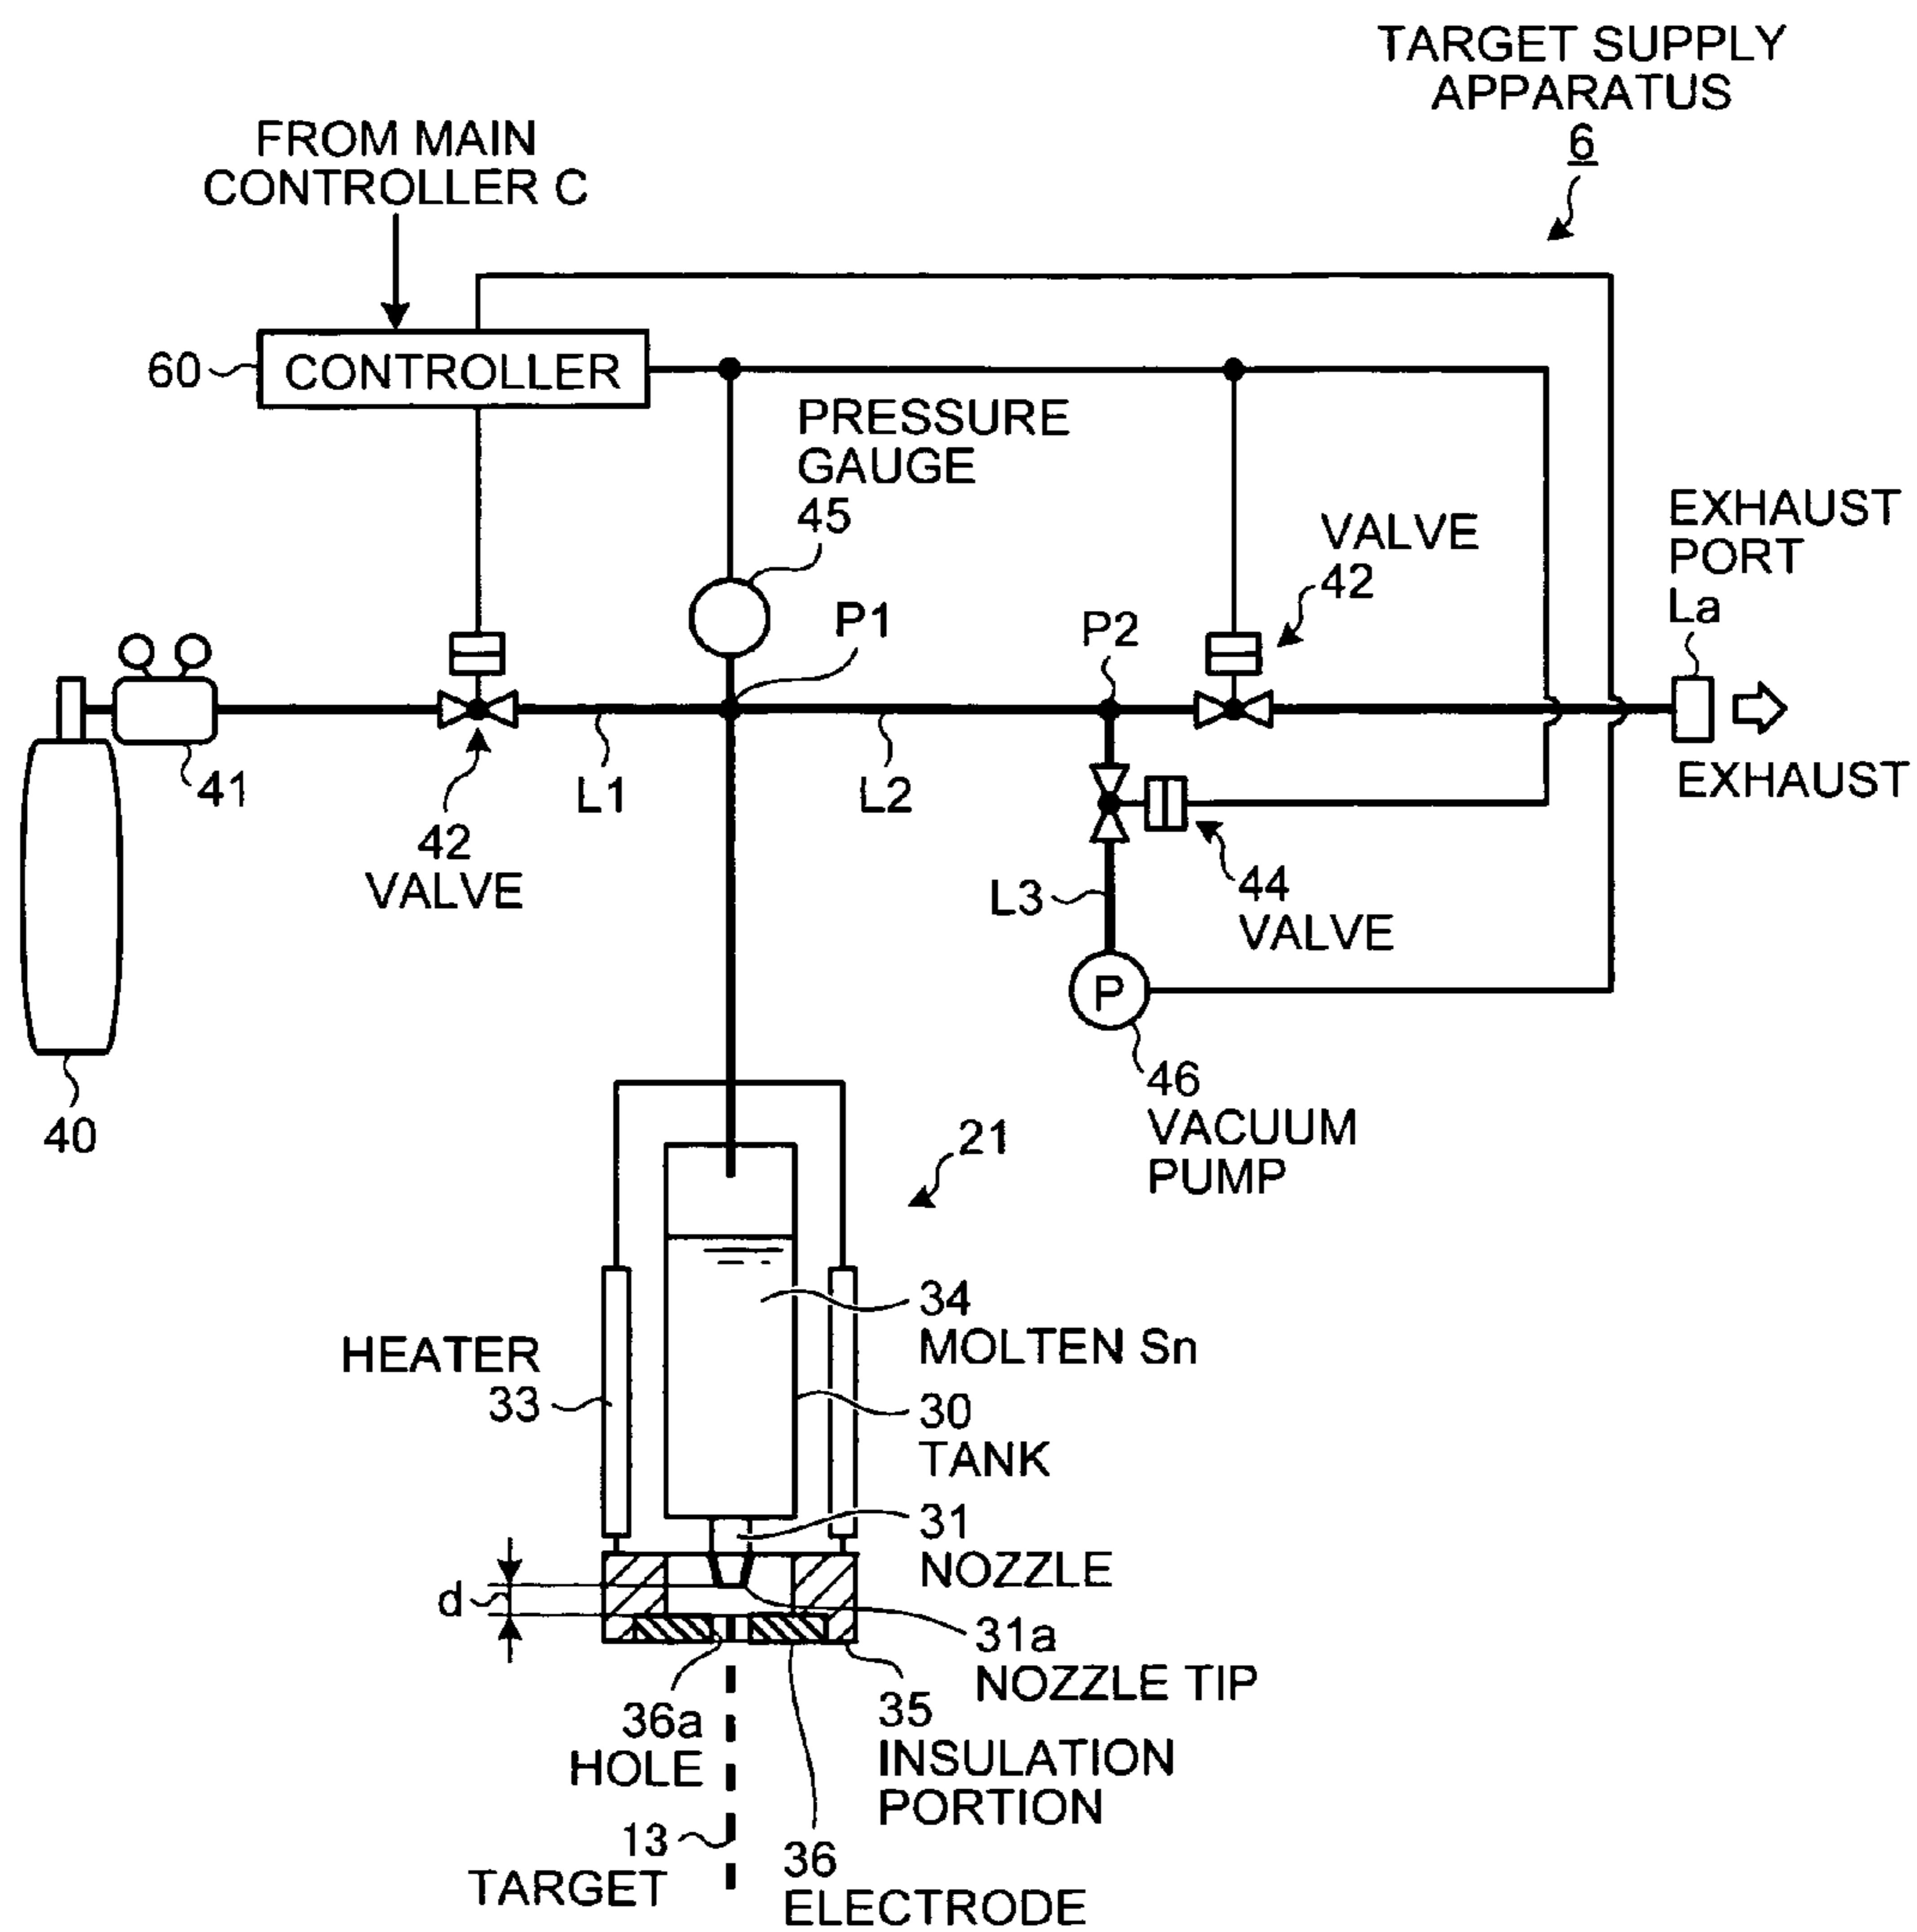 TARGET SUPPLY
APPARATUS
6
FROM MAIN
CONTROLLER C
60
CONTROLLER
PRESSURE
GAUGE
45
VALVE
42
EXHAUST
PORT
La
P1
P2
41
L1
L2
EXHAUST
42
VALVE
44
VALVE
L3
P
40
46
VACUUM
PUMP
21
34
MOLTEN Sn
HEATER
33
30
TANK
31
NOZZLE
d
31a
NOZZLE TIP
36a
HOLE
35
INSULATION
PORTION
13
TARGET
36
ELECTRODE